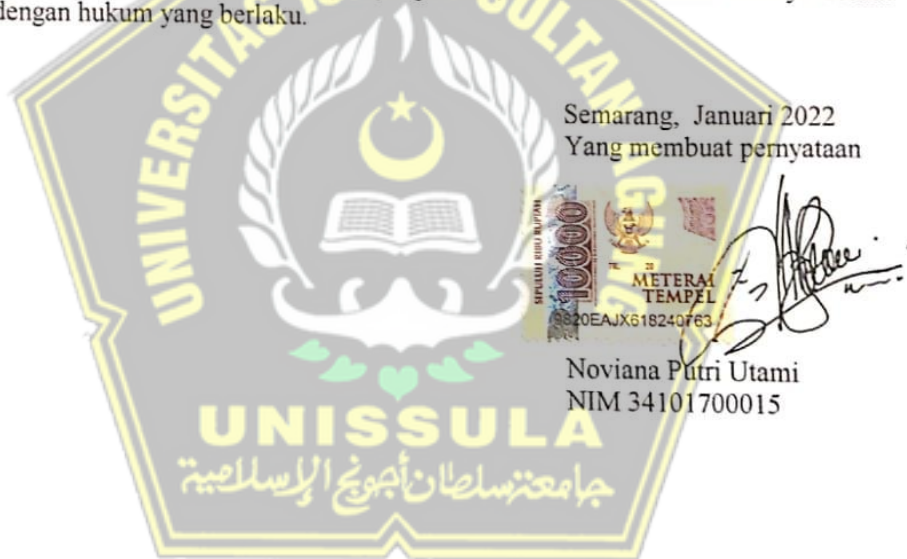 dengan hukum yang berlaku.
Semarang, Januari 2022
Yang membuat pernyataan
SEPULUH RIBU RUPIAH
10000
METERAI
TEMPEL
9820EAJX618240763
Noviana Putri Utami
NIM 34101700015
UNIVERSITAS ISLAM SULTAN AGUNG
UNISSULA
جامعة سلطان أجونج الإسلامية